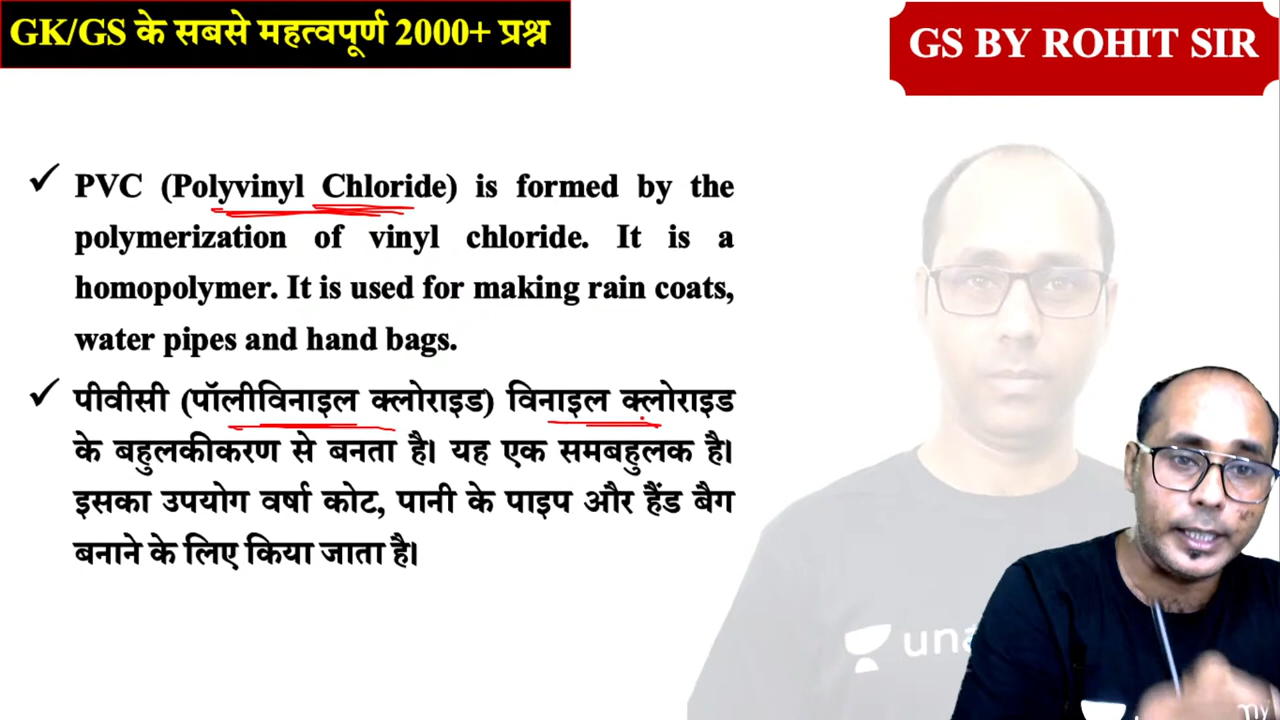 GK/GS के सबसे महत्वपूर्ण 2000+ प्रश्न
GS BY ROHIT SIR
✓ PVC (Polyvinyl Chloride) is formed by the
polymerization of vinyl chloride. It is a
homopolymer. It is used for making rain coats,
water pipes and hand bags.
✓ पीवीसी (पॉलीविनाइल क्लोराइड) विनाइल क्लोराइड
के बहुलकीकरण से बनता है। यह एक समबहुलक है।
इसका उपयोग वर्षा कोट, पानी के पाइप और हैंड बैग
बनाने के लिए किया जाता है।